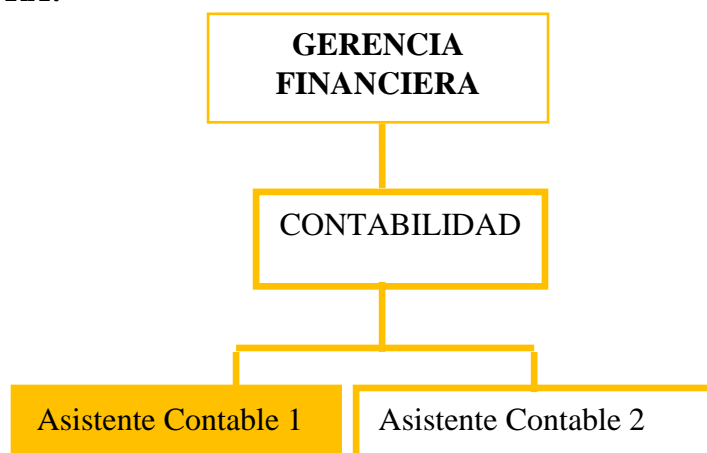 GERENCIA
FINANCIERA
CONTABILIDAD
Asistente Contable 1
Asistente Contable 2